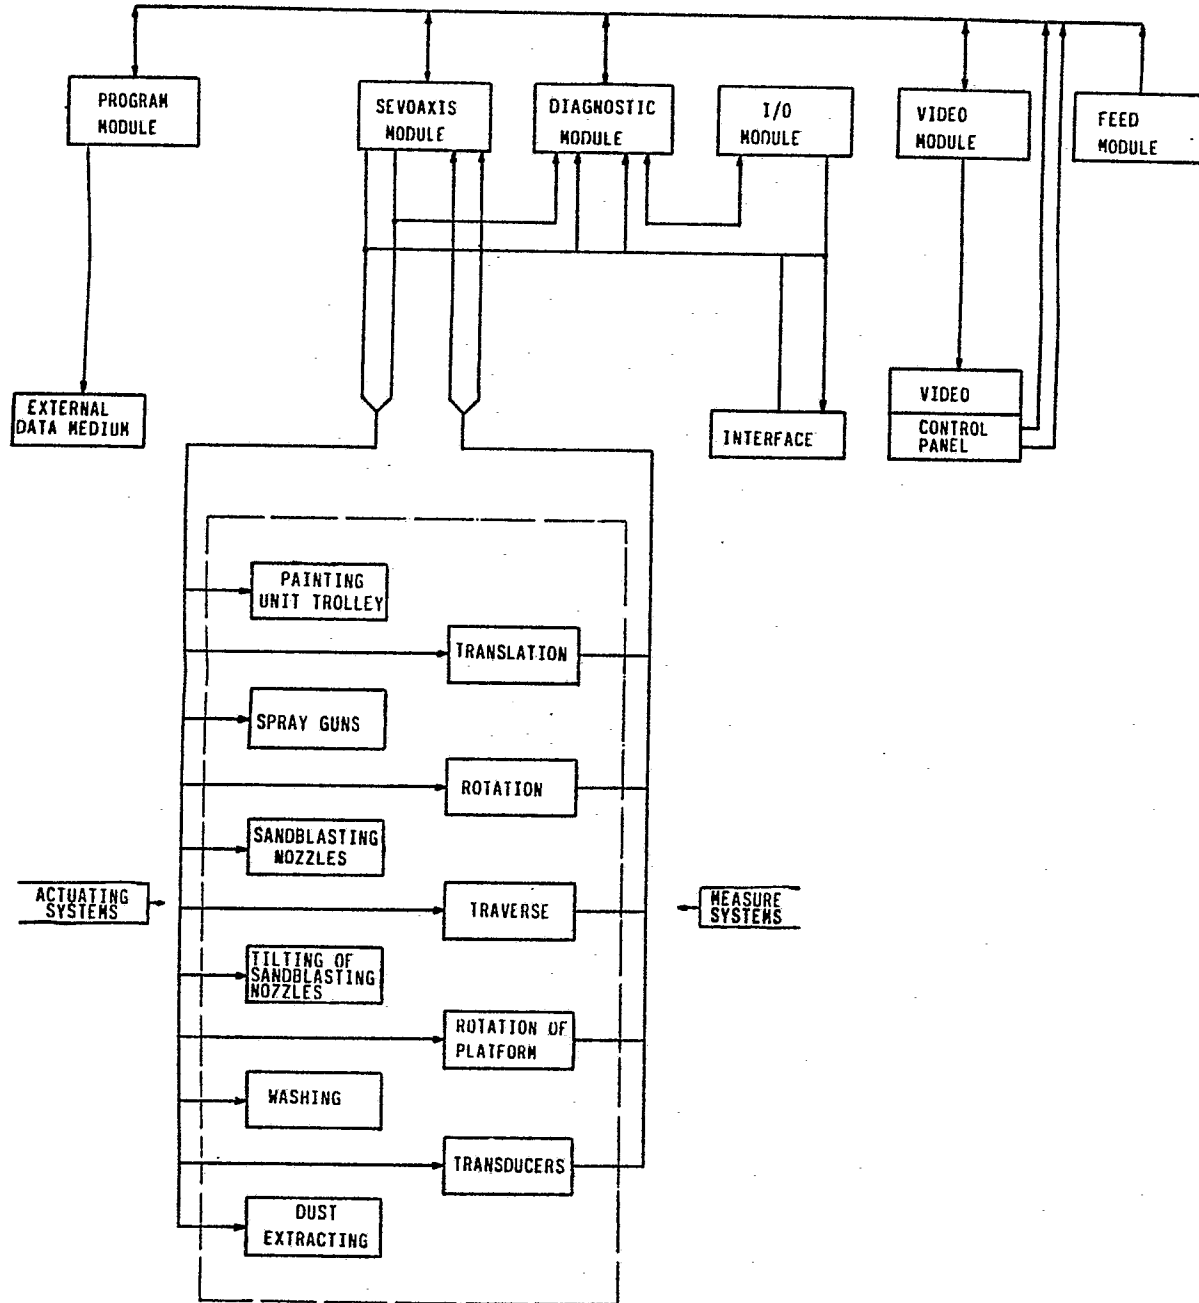 PROGRAM
MODULE
SEVOAXIS
MODULE
DIAGNOSTIC
MODULE
I/O
MODULE
VIDEO
MODULE
FEED
MODULE
EXTERNAL
DATA MEDIUM
INTERFACE
VIDEO
CONTROL
PANEL
PAINTING
UNIT TROLLEY
TRANSLATION
SPRAY GUNS
ROTATION
SANDBLASTING
NOZZLES
ACTUATING
SYSTEMS
TRAVERSE
MEASURE
SYSTEMS
TILTING OF
SANDBLASTING
NOZZLES
ROTATION OF
PLATFORM
WASHING
TRANSDUCERS
DUST
EXTRACTING